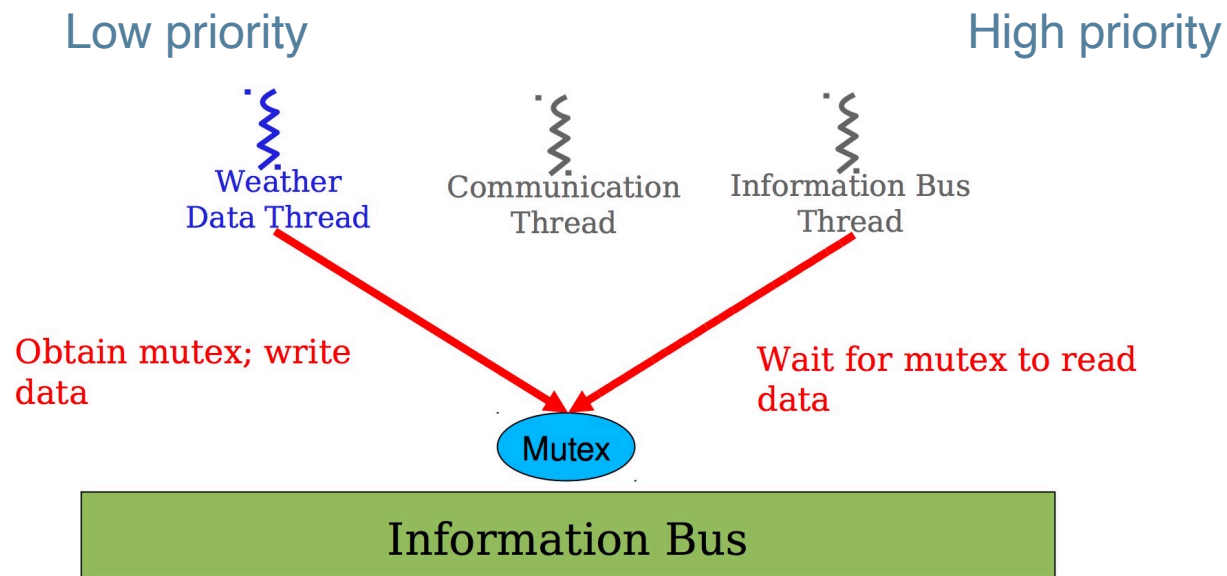 Low priority
High priority
Weather
Data Thread
Communication
Thread
Information Bus
Thread
Obtain mutex; write
data
Wait for mutex to read
data
Mutex
Information Bus